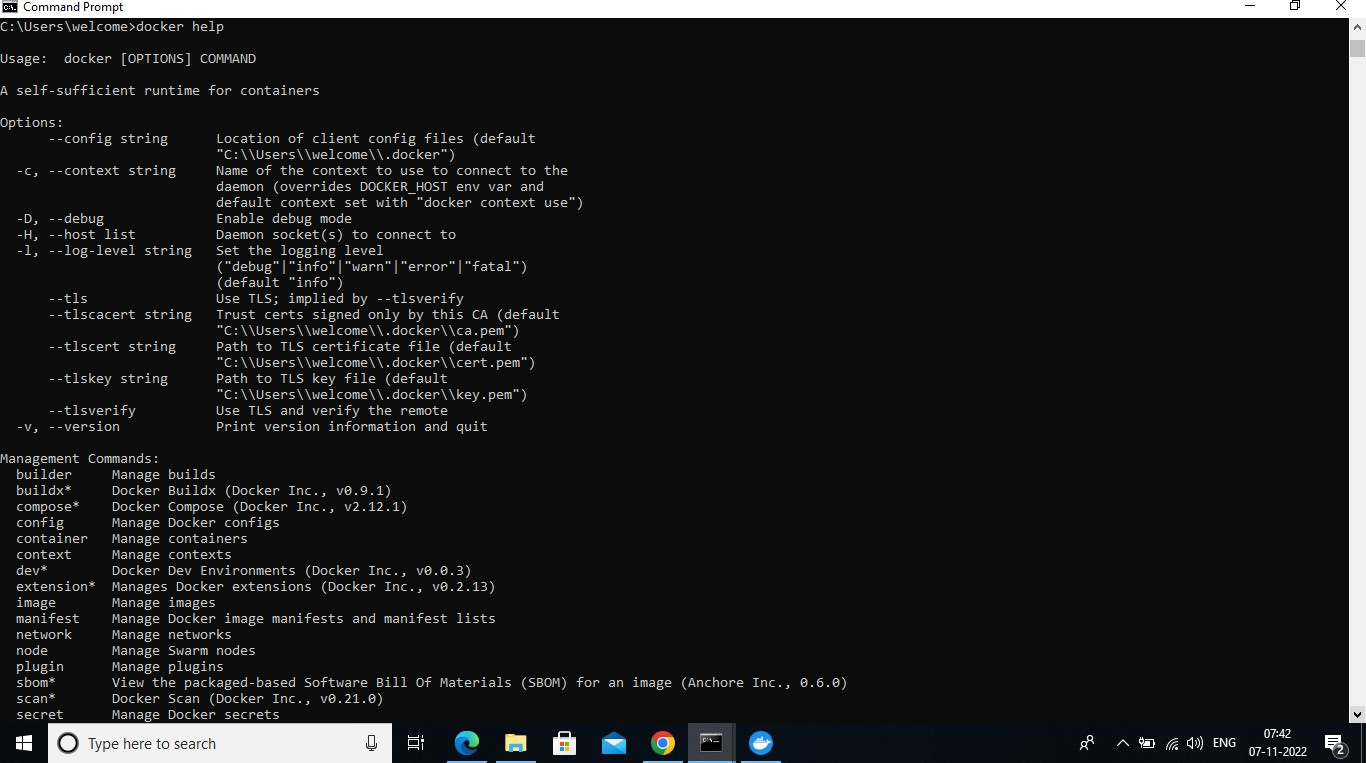 Command Prompt
C:\Users\welcome>docker help
Usage:  docker [OPTIONS] COMMAND
A self-sufficient runtime for containers
Options:
      --config string      Location of client config files (default
                           "C:\\Users\\welcome\\.docker")
  -c, --context string     Name of the context to use to connect to the
                           daemon (overrides DOCKER_HOST env var and
                           default context set with "docker context use")
  -D, --debug              Enable debug mode
  -H, --host list          Daemon socket(s) to connect to
  -l, --log-level string   Set the logging level
                           ("debug"|"info"|"warn"|"error"|"fatal")
                           (default "info")
      --tls                Use TLS; implied by --tlsverify
      --tlscacert string   Trust certs signed only by this CA (default
                           "C:\\Users\\welcome\\.docker\\ca.pem")
      --tlscert string     Path to TLS certificate file (default
                           "C:\\Users\\welcome\\.docker\\cert.pem")
      --tlskey string      Path to TLS key file (default
                           "C:\\Users\\welcome\\.docker\\key.pem")
      --tlsverify          Use TLS and verify the remote
  -v, --version            Print version information and quit
Management Commands:
  builder     Manage builds
  buildx*     Docker Buildx (Docker Inc., v0.9.1)
  compose*    Docker Compose (Docker Inc., v2.12.1)
  config      Manage Docker configs
  container   Manage containers
  context     Manage contexts
  dev*        Docker Dev Environments (Docker Inc., v0.0.3)
  extension*  Manages Docker extensions (Docker Inc., v0.2.13)
  image       Manage images
  manifest    Manage Docker image manifests and manifest lists
  network     Manage networks
  node        Manage Swarm nodes
  plugin      Manage plugins
  sbom*       View the packaged-based Software Bill Of Materials (SBOM) for an image (Anchore Inc., 0.6.0)
  scan*       Docker Scan (Docker Inc., v0.21.0)
  secret      Manage Docker secrets
Type here to search
ENG
07:42
07-11-2022
2